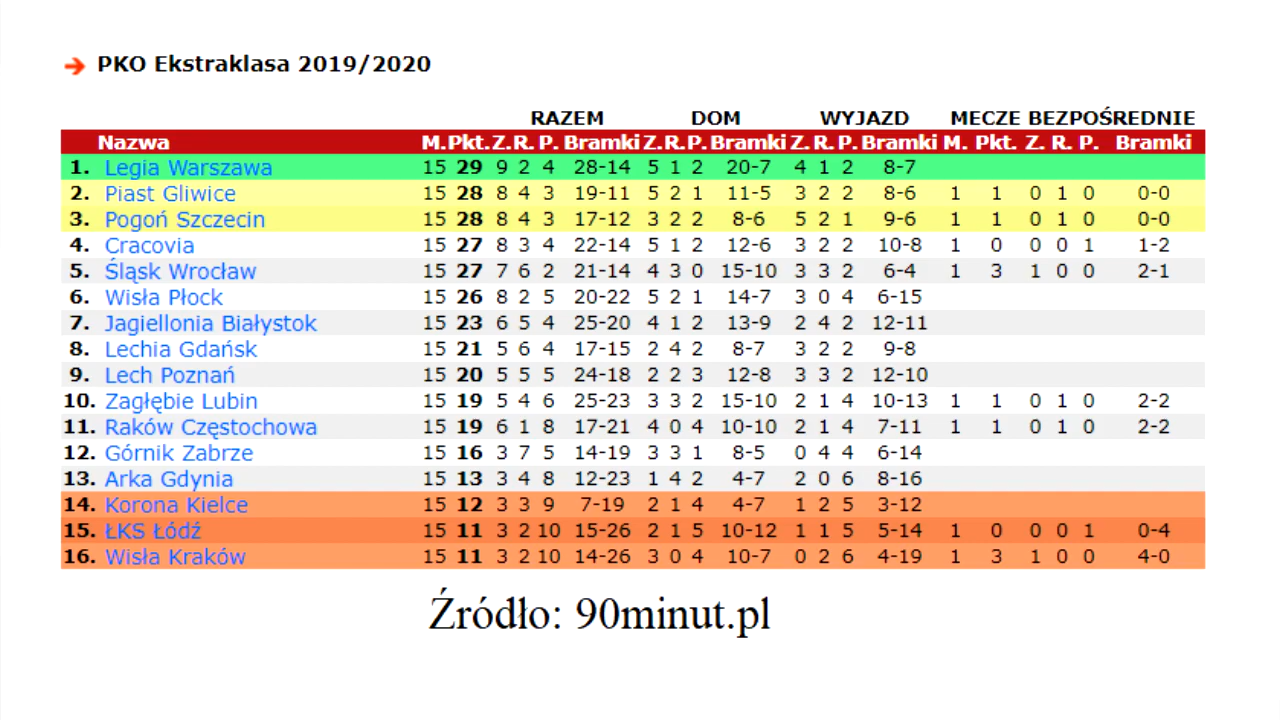 PKO Ekstraklasa 2019/2020
RAZEM DOM WYJAZD MECZE BEZPOŚREDNIE
Nazwa M. Pkt. Z. R. P. Bramki Z. R. P. Bramki Z. R. P. Bramki M. Pkt. Z. R. P. Bramki
1. Legia Warszawa 15 29 9 2 4 28-14 5 1 2 20-7 4 1 2 8-7
2. Piast Gliwice 15 28 8 4 3 19-11 5 2 1 11-5 3 2 2 8-6 1 1 0 1 0 0-0
3. Pogoń Szczecin 15 28 8 4 3 17-12 3 2 2 8-6 5 2 1 9-6 1 1 0 1 0 0-0
4. Cracovia 15 27 8 3 4 22-14 5 1 2 12-6 3 2 2 10-8 1 0 0 0 1 1-2
5. Śląsk Wrocław 15 27 7 6 2 21-14 4 3 0 15-10 3 3 2 6-4 1 3 1 0 0 2-1
6. Wisła Płock 15 26 8 2 5 20-22 5 2 1 14-7 3 0 4 6-15
7. Jagiellonia Białystok 15 23 6 5 4 25-20 4 1 2 13-9 2 4 2 12-11
8. Lechia Gdańsk 15 21 5 6 4 17-15 2 4 2 8-7 3 2 2 9-8
9. Lech Poznań 15 20 5 5 5 24-18 2 2 3 12-8 3 3 2 12-10
10. Zagłębie Lubin 15 19 5 4 6 25-23 3 3 2 15-10 2 1 4 10-13 1 1 0 1 0 2-2
11. Raków Częstochowa 15 19 6 1 8 17-21 4 0 4 10-10 2 1 4 7-11 1 1 0 1 0 2-2
12. Górnik Zabrze 15 16 3 7 5 14-19 3 3 1 8-5 0 4 4 6-14
13. Arka Gdynia 15 13 3 4 8 12-23 1 4 2 4-7 2 0 6 8-16
14. Korona Kielce 15 12 3 3 9 7-19 2 1 4 4-7 1 2 5 3-12
15. ŁKS Łódź 15 11 3 2 10 15-26 2 1 5 10-12 1 1 5 5-14 1 0 0 0 1 0-4
16. Wisła Kraków 15 11 3 2 10 14-26 3 0 4 10-7 0 2 6 4-19 1 3 1 0 0 4-0
Źródło: 90minut.pl